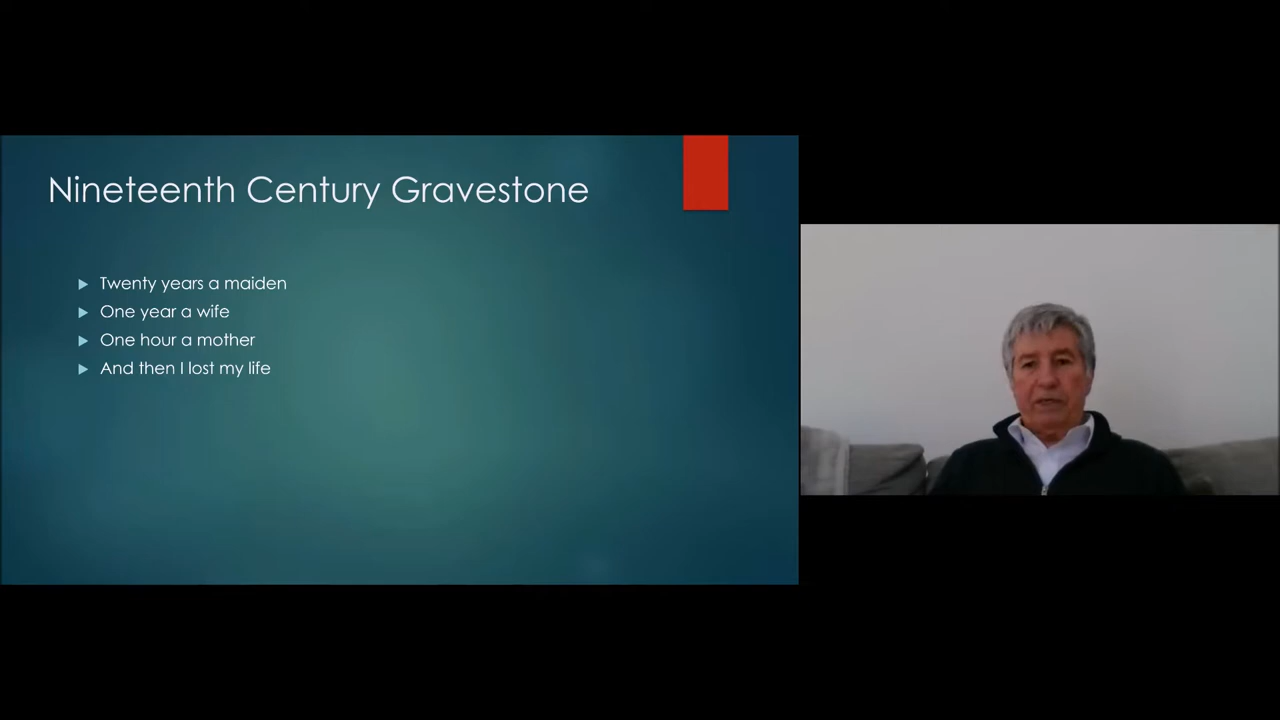 Nineteenth Century Gravestone
Twenty years a maiden
One year a wife
One hour a mother
And then I lost my life